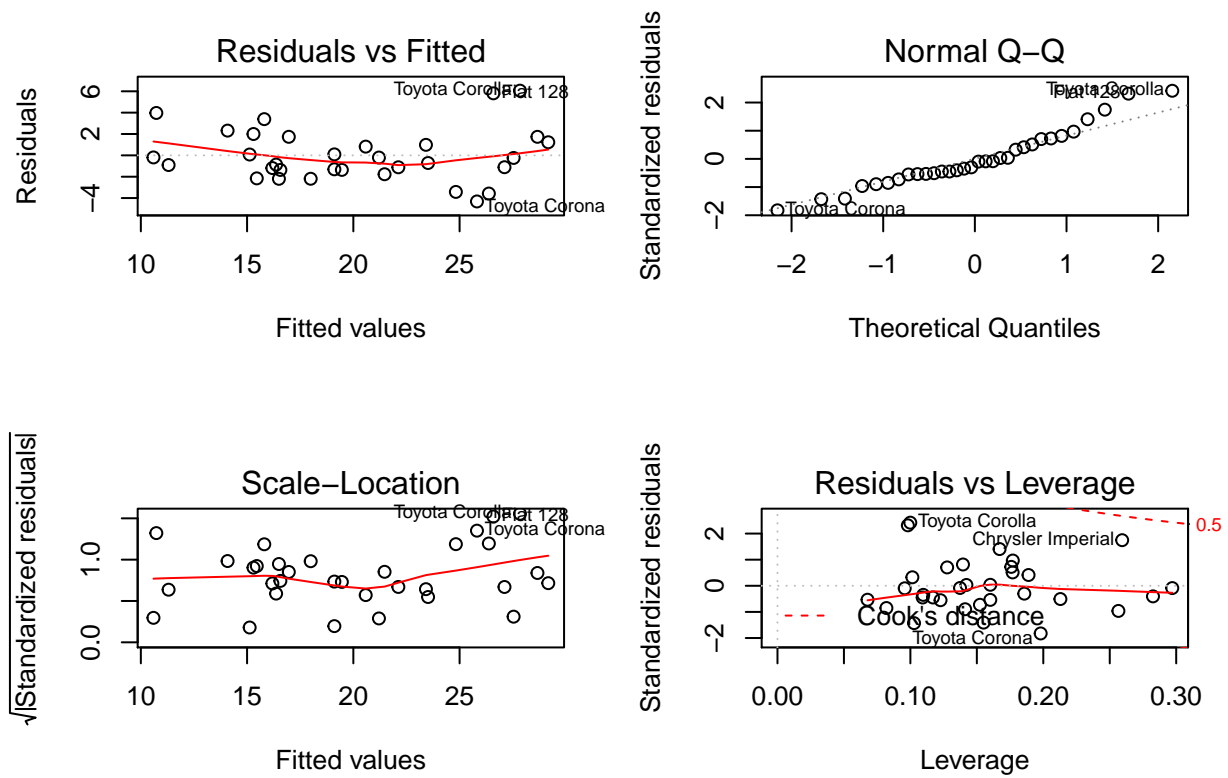 Residuals vs Fitted
Residuals
−4
2
6
Toyota Corolla
Fiat 128
Toyota Corona
10
15
20
25
Fitted values
Normal Q−Q
Standardized residuals
−2
0
2
Toyota Corolla
Fiat 128
Toyota Corona
−2
−1
0
1
2
Theoretical Quantiles
Scale−Location
√|Standardized residuals|
0.0
1.0
Toyota Corolla
Fiat 128
Toyota Corona
10
15
20
25
Fitted values
Residuals vs Leverage
Standardized residuals
−2
0
2
Toyota Corolla
Chrysler Imperial
0.5
Cook's distance
Toyota Corona
0.00
0.10
0.20
0.30
Leverage